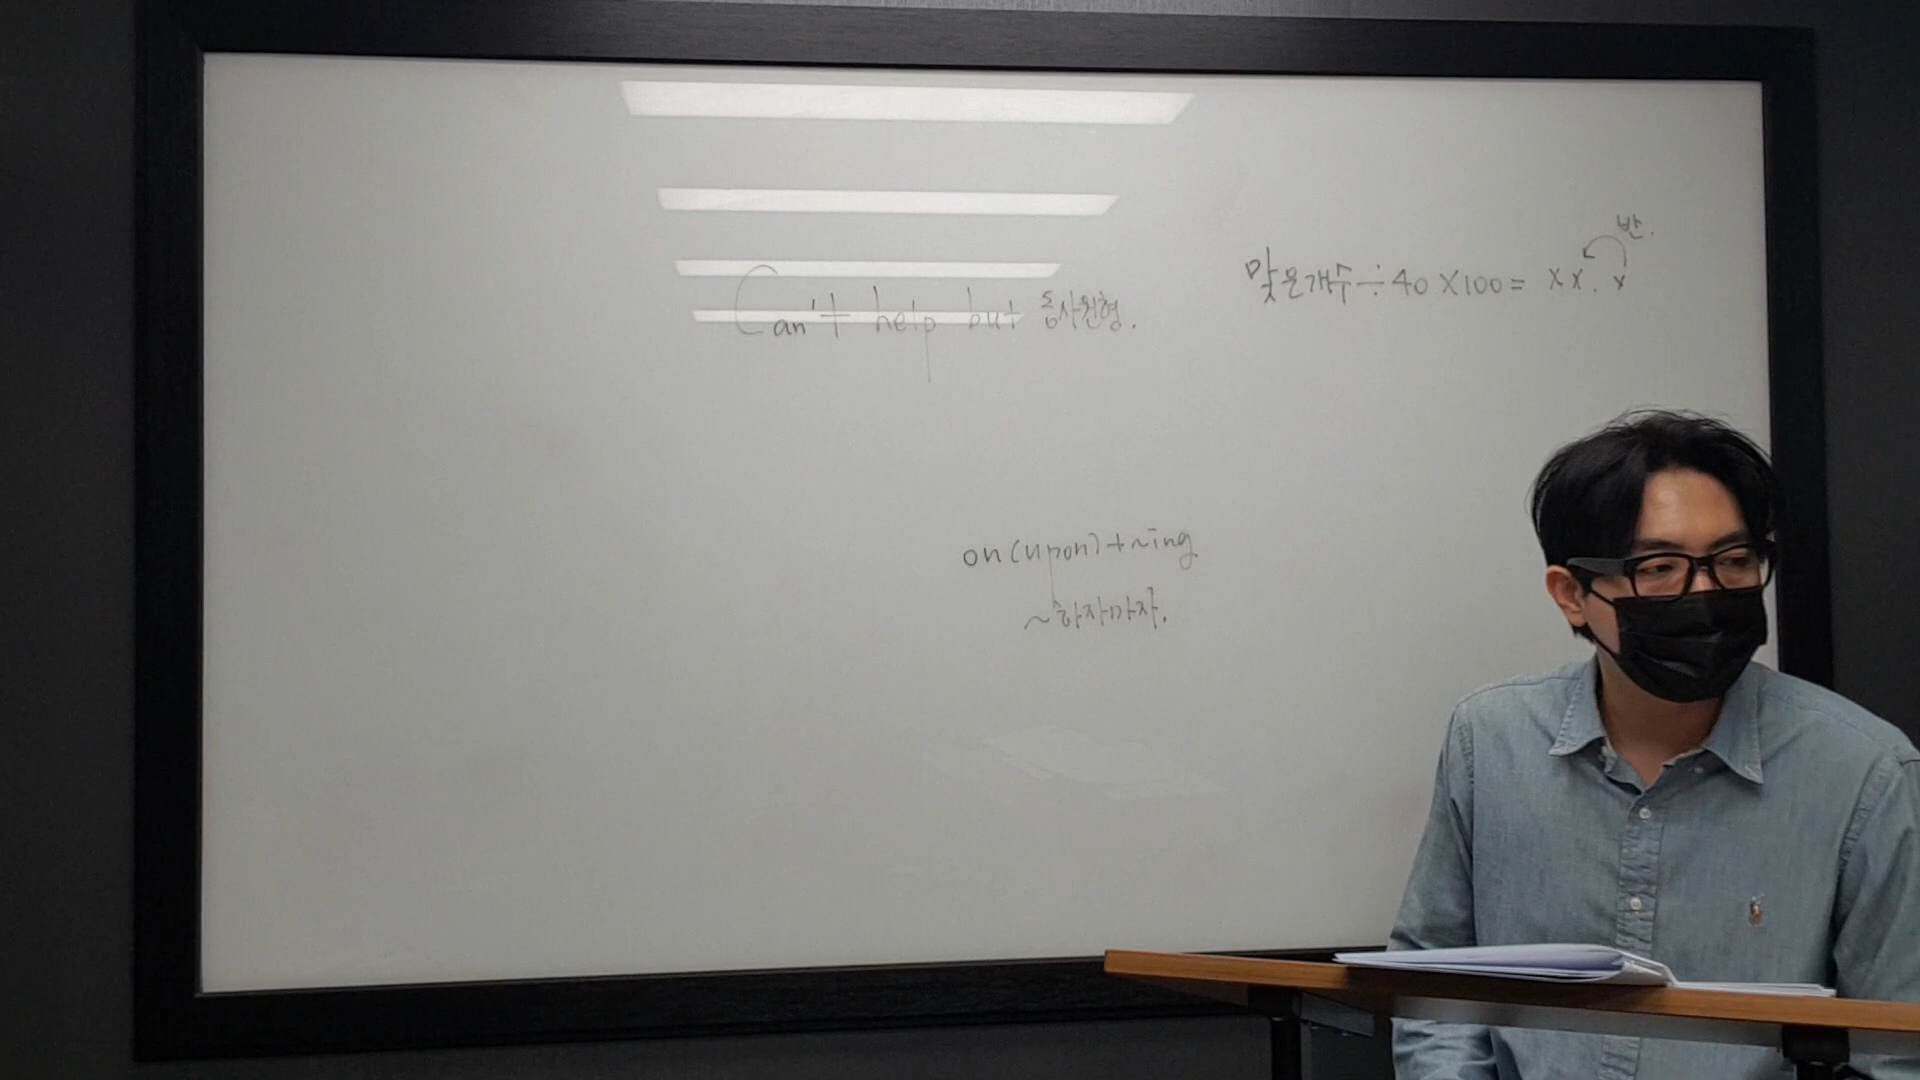 Can't help but 동사원형.
맞은개수÷40×100= xx.x
반.
on(upon)+~ing
~하자마자.